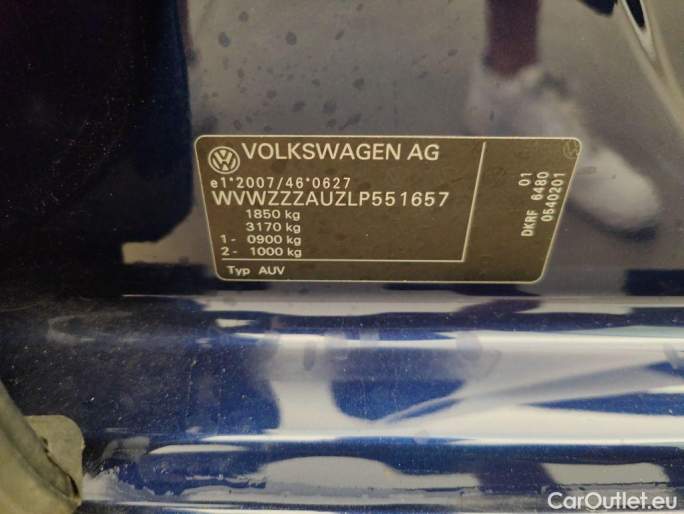 VOLKSWAGEN AG
e1*2007/46*0627
WVWZZZAUZLP551657
1850 kg
3170 kg
1 - 0900 kg
2 - 1000 kg
Typ AUV
01
DKRF 6480
0540201
CarOutlet.eu